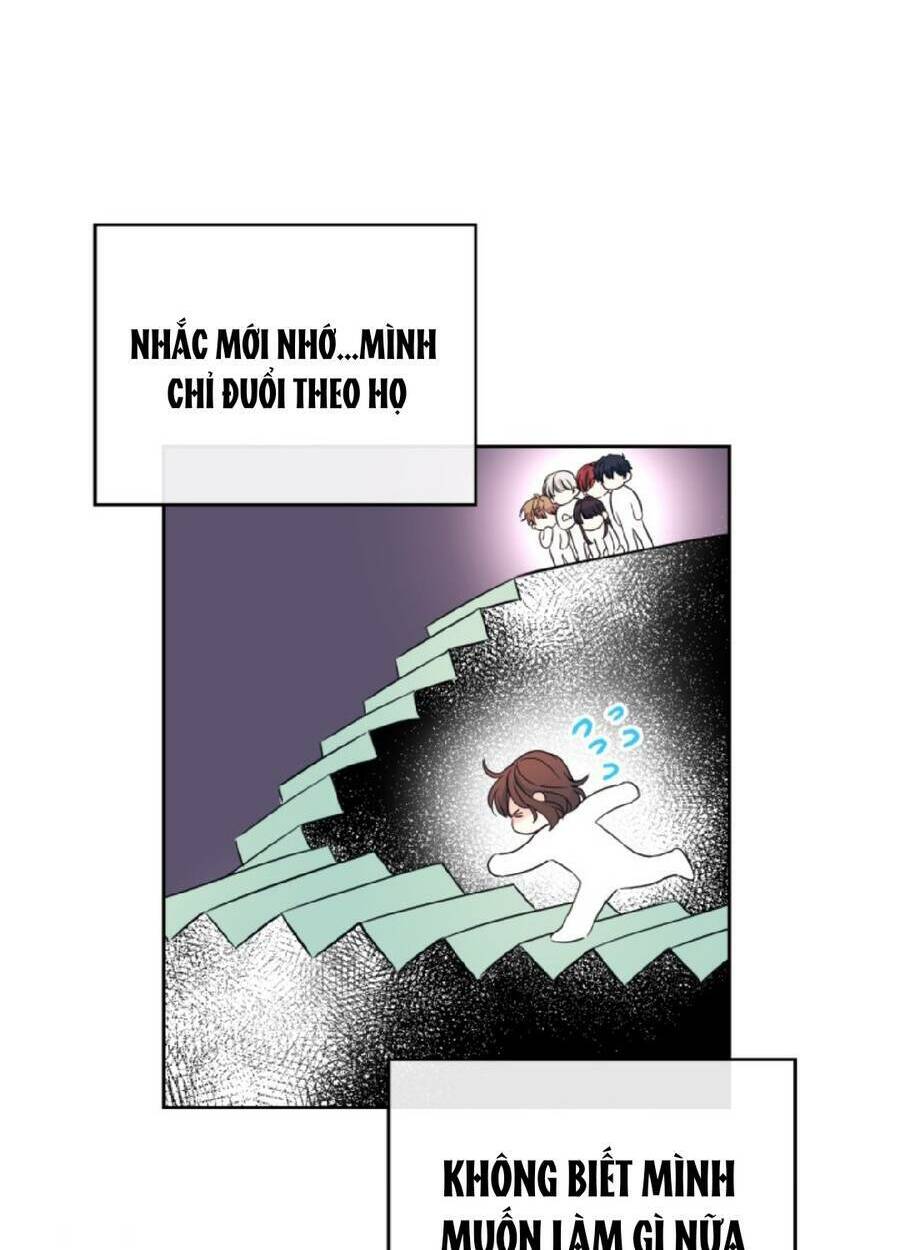 NHẮC MỚI NHỚ...MÌNH
CHỈ ĐUỔI THEO HỌ
KHÔNG BIẾT MÌNH
MUỐN LÀM GÌ NỮA